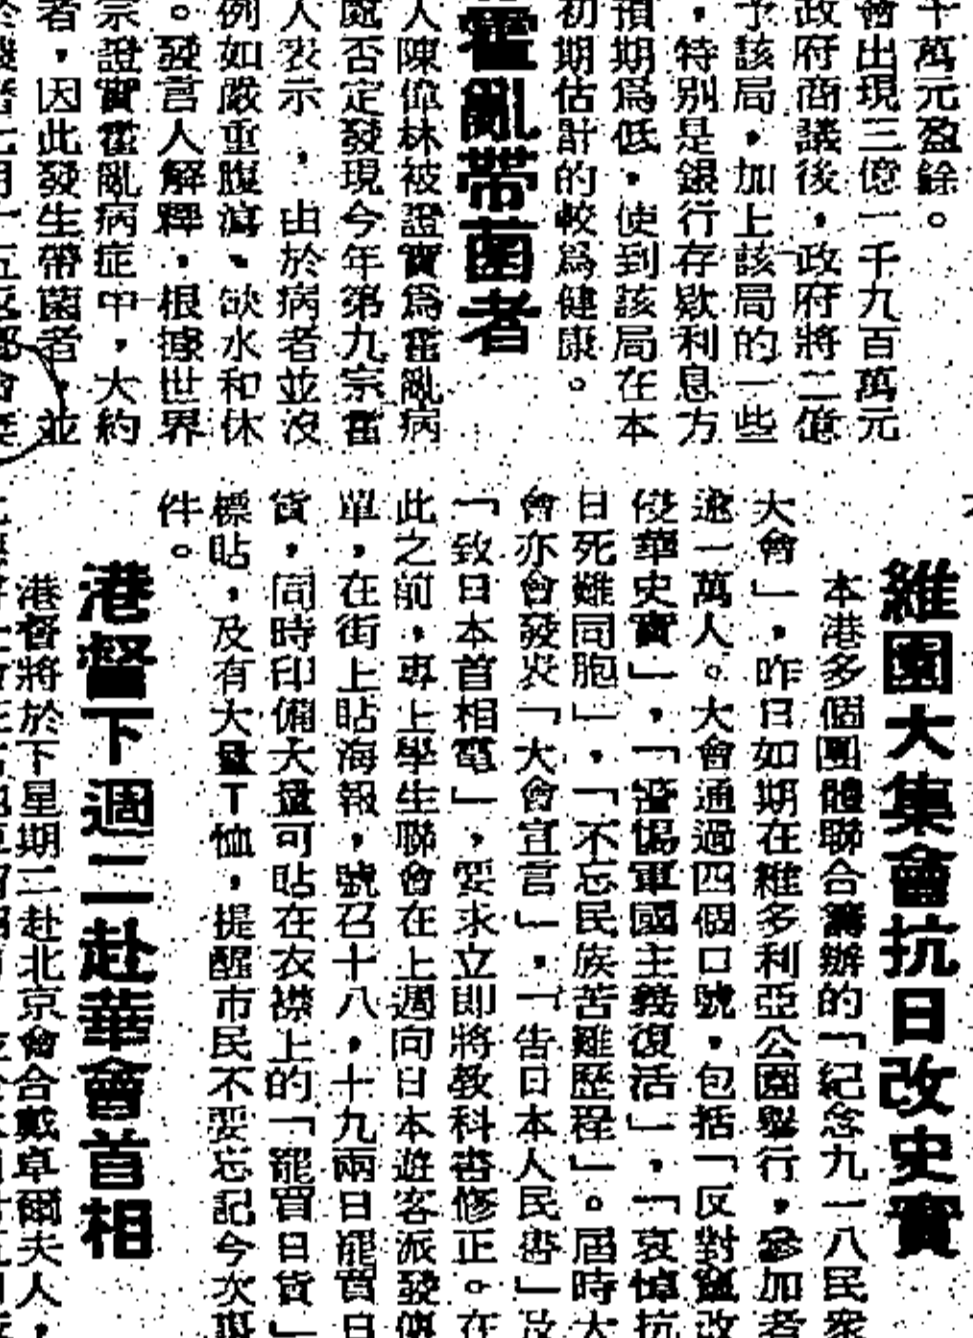 十萬元盈餘。
會出現三億一千九百萬元
政府商議後，政府將二億
予該局，加上該局的一些
，特別是銀行存欵利息方
預期爲低，使到該局在本
初期估計的較爲健康。
霍亂帶菌者
人陳偉林被證實爲霍亂病
處否定發現今年第九宗霍
人表示，由於病者並沒
例如嚴重腹瀉、缺水和休
。發言人解釋，根據世界
宗證實霍亂病症中，大約
者，因此發生帶菌者，並
維園大集會抗日改史實
本港多個團體聯合籌辦的「紀念九一八民衆
大會」，昨日如期在維多利亞公園舉行，參加者
逾一萬人。大會通過四個口號，包括「反對竄改
侵華史實」，「警惕軍國主義復活」，「哀悼抗
日死難同胞」，「不忘民族苦難歷程」。屆時大
會亦會發表「大會宣言」，「告日本人民書」及
「致日本首相電」，要求立即將教科書修正。在
此之前，專上學生聯會在上週向日本遊客派發傳
單，在街上貼海報，號召十八，十九兩日罷買日
貨，同時印備大量可貼在衣襟上的「罷買日貨」
標貼，及有大量T恤，提醒市民不要忘記今次事
件。
港督下週二赴華會首相
港督將於下星期二赴北京會合戴卓爾夫人，